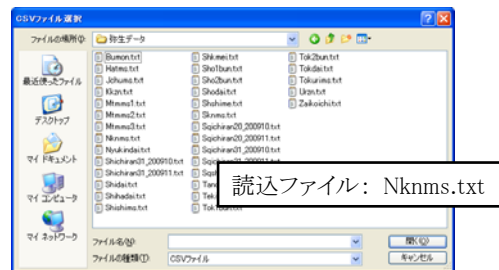 CSVファイル選択
ファイルの場所(I):
弥生データ
最近使ったファイル
デスクトップ
マイ ドキュメント
マイ コンピュータ
マイ ネットワーク
Bumon.txt
Hatms.txt
Jchums.txt
Kkzn.txt
Mtmms1.txt
Mtmms2.txt
Mtmms3.txt
Nknms.txt
Nyukindai.txt
Shichiran31_200910.txt
Shichiran31_200911.txt
Shidai.txt
Shihadai.txt
Shishims.txt
Shkmei.txt
Sho1bun.txt
Sho2bun.txt
Shodai.txt
Shshime.txt
Sknms.txt
Sqichiran20_200910.txt
Sqichiran20_200911.txt
Sqichiran31_200910.txt
Tok2bun.txt
Tokdai.txt
Tokurims.txt
Urzn.txt
Zaikoichi.txt
読込ファイル： Nknms.txt
ファイル名(N):
開く(O)
ファイルの種類(T):
CSVファイル
キャンセル